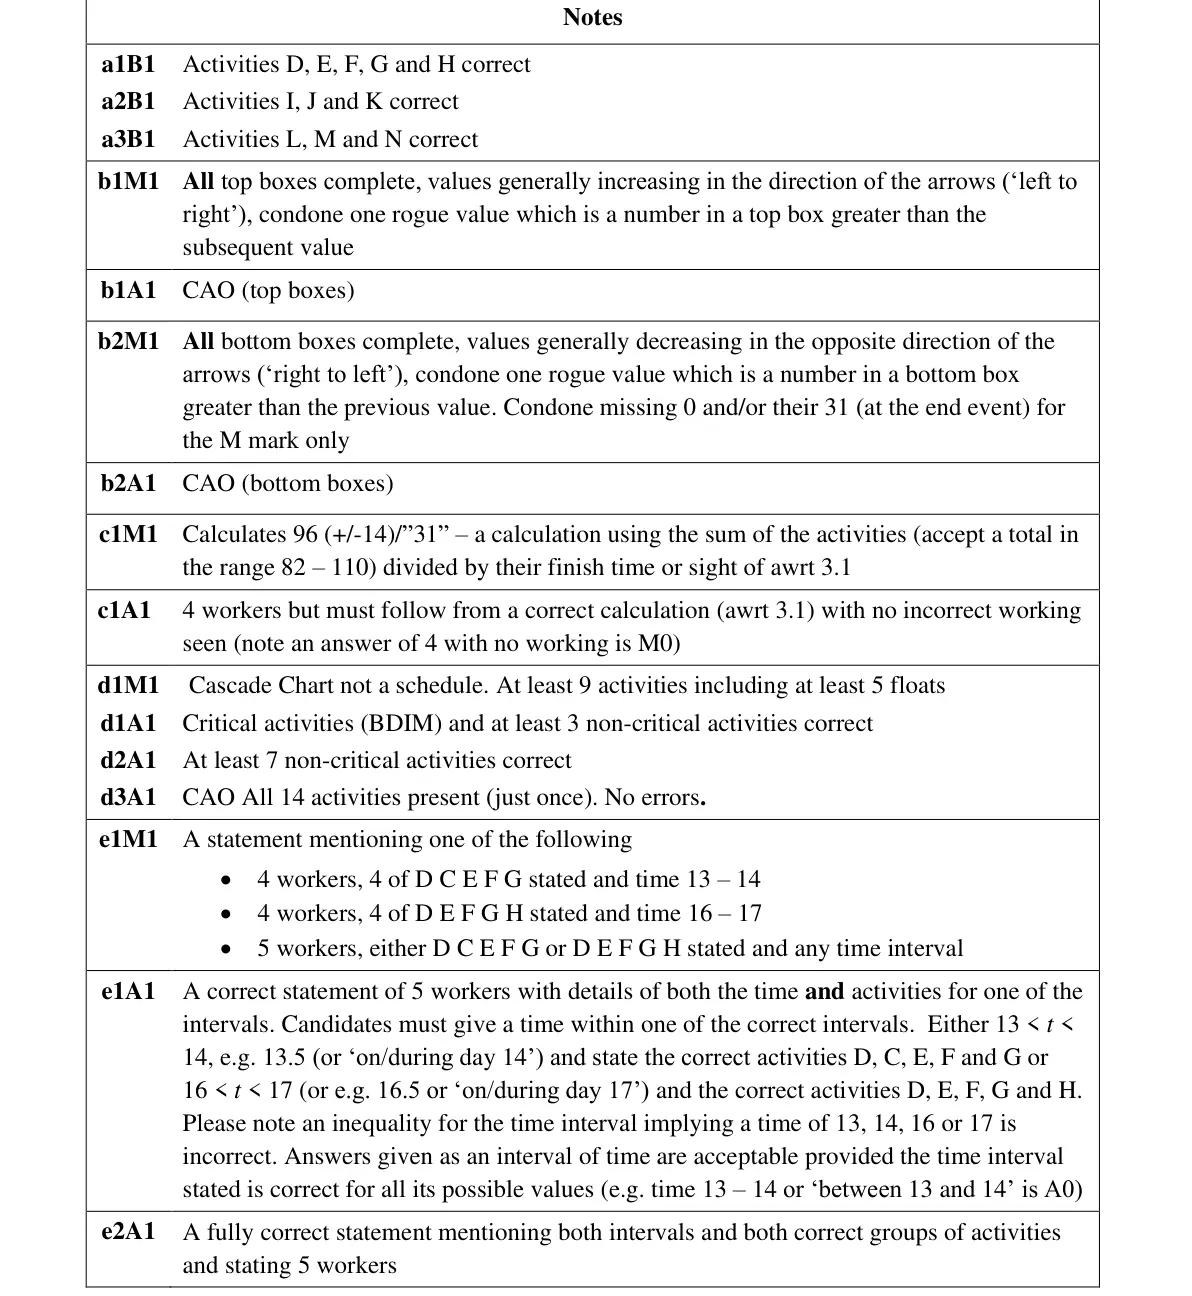 Notes
a1B1 Activities D, E, F, G and H correct
a2B1 Activities I, J and K correct
a3B1 Activities L, M and N correct
b1M1 All top boxes complete, values generally increasing in the direction of the arrows (‘left to
right’), condone one rogue value which is a number in a top box greater than the
subsequent value
b1A1 CAO (top boxes)
b2M1 All bottom boxes complete, values generally decreasing in the opposite direction of the
arrows (‘right to left’), condone one rogue value which is a number in a bottom box
greater than the previous value. Condone missing 0 and/or their 31 (at the end event) for
the M mark only
b2A1 CAO (bottom boxes)
c1M1 Calculates 96 (+/-14)/”31” – a calculation using the sum of the activities (accept a total in
the range 82 – 110) divided by their finish time or sight of awrt 3.1
c1A1 4 workers but must follow from a correct calculation (awrt 3.1) with no incorrect working
seen (note an answer of 4 with no working is M0)
d1M1 Cascade Chart not a schedule. At least 9 activities including at least 5 floats
d1A1 Critical activities (BDIM) and at least 3 non-critical activities correct
d2A1 At least 7 non-critical activities correct
d3A1 CAO All 14 activities present (just once). No errors.
e1M1 A statement mentioning one of the following
• 4 workers, 4 of D C E F G stated and time 13 – 14
• 4 workers, 4 of D E F G H stated and time 16 – 17
• 5 workers, either D C E F G or D E F G H stated and any time interval
e1A1 A correct statement of 5 workers with details of both the time and activities for one of the
intervals. Candidates must give a time within one of the correct intervals. Either 13 < t <
14, e.g. 13.5 (or ‘on/during day 14’) and state the correct activities D, C, E, F and G or
16 < t < 17 (or e.g. 16.5 or ‘on/during day 17’) and the correct activities D, E, F, G and H.
Please note an inequality for the time interval implying a time of 13, 14, 16 or 17 is
incorrect. Answers given as an interval of time are acceptable provided the time interval
stated is correct for all its possible values (e.g. time 13 – 14 or ‘between 13 and 14’ is A0)
e2A1 A fully correct statement mentioning both intervals and both correct groups of activities
and stating 5 workers